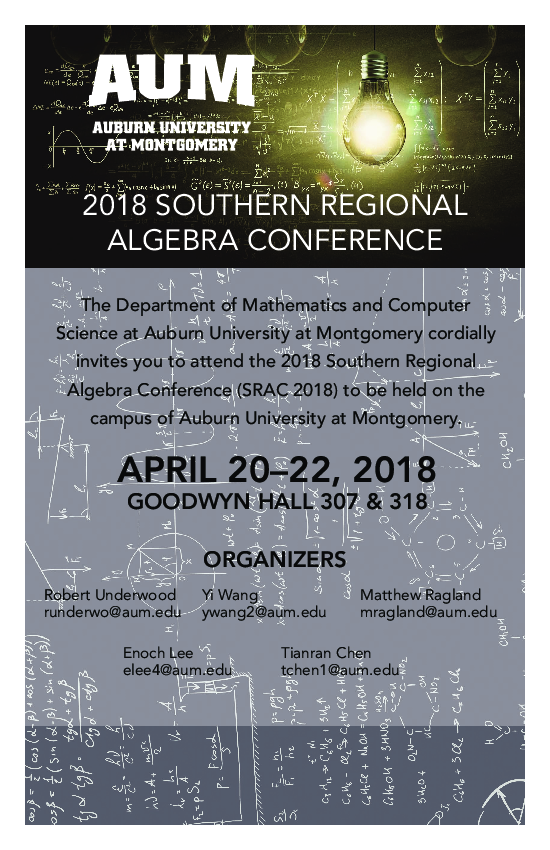 AUM
AUBURN UNIVERSITY
AT MONTGOMERY
2018 SOUTHERN REGIONAL
ALGEBRA CONFERENCE
The Department of Mathematics and Computer
Science at Auburn University at Montgomery cordially
invites you to attend the 2018 Southern Regional
Algebra Conference (SRAC 2018) to be held on the
campus of Auburn University at Montgomery.
APRIL 20–22, 2018
GOODWYN HALL 307 & 318
ORGANIZERS
Robert Underwood Yi Wang Matthew Ragland
runderwo@aum.edu ywang2@aum.edu mragland@aum.edu
Enoch Lee Tianran Chen
elee4@aum.edu tchen1@aum.edu